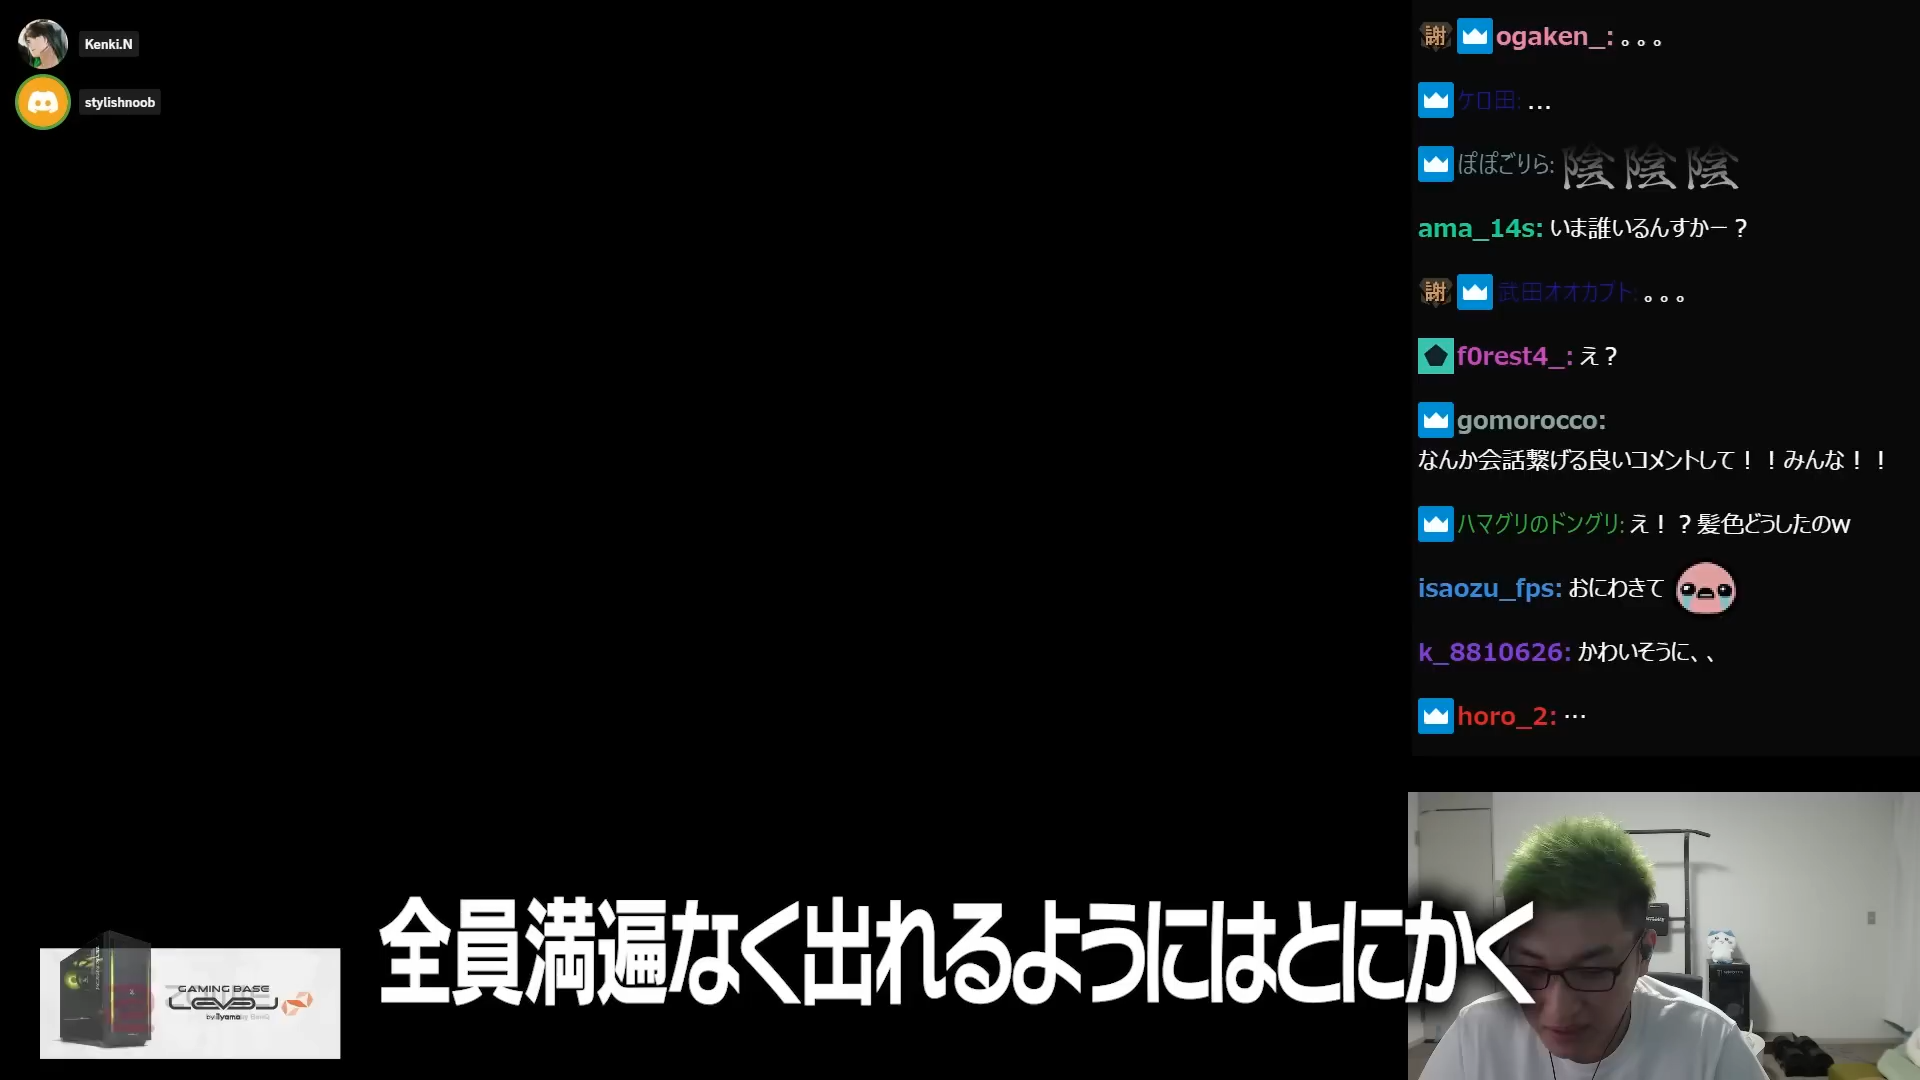 Kenki.N
stylishnoob
謝 ogaken_: 。。。
ケロ田: ...
ぽぽごりら: 陰陰陰
ama_14s: いま誰いるんすかー？
謝 武田オオカブト: 。。。
f0rest4_: え？
gomorocco:
なんか会話繋げる良いコメントして！！みんな！！
ハマグリのドングリ: え！？髪色どうしたのw
isaozu_fps: おにわきて
k_8810626: かわいそうに、、
horo_2: …
全員満遍なく出れるようにはとにかく
GAMING BASE
LEVEL
by iiyama